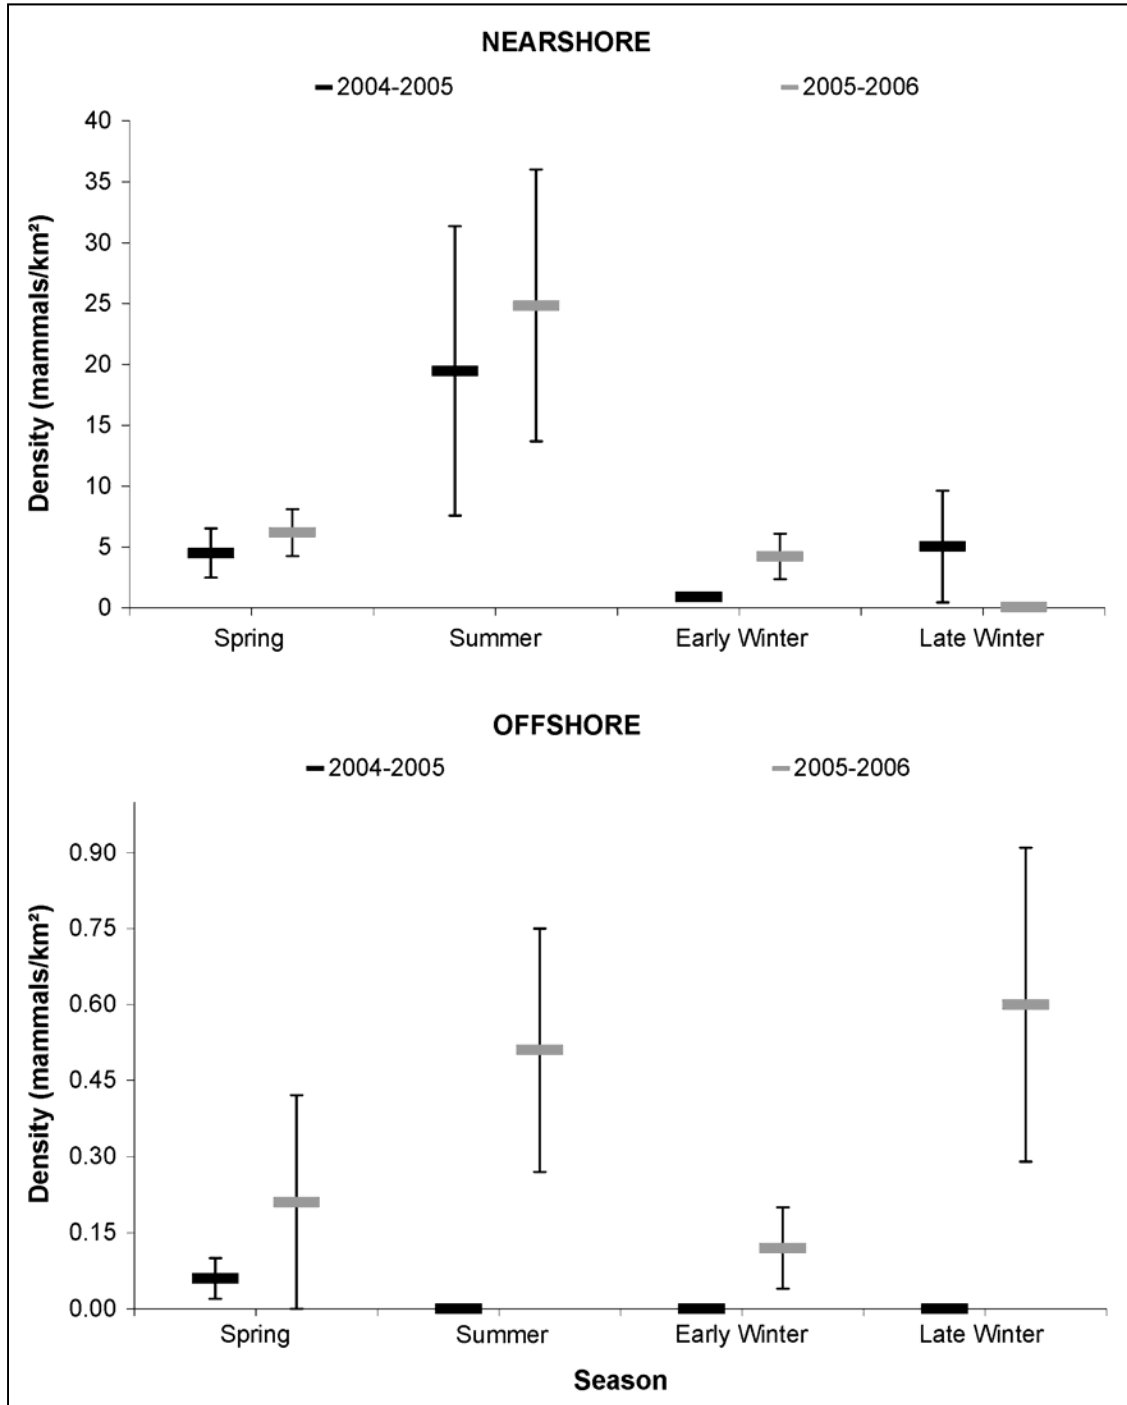 NEARSHORE
2004-2005 2005-2006
40
35
30
25
20
15
10
5
0
Density (mammals/km²)
Spring Summer Early Winter Late Winter
OFFSHORE
2004-2005 2005-2006
0.90
0.75
0.60
0.45
0.30
0.15
0.00
Density (mammals/km²)
Spring Summer Early Winter Late Winter
Season